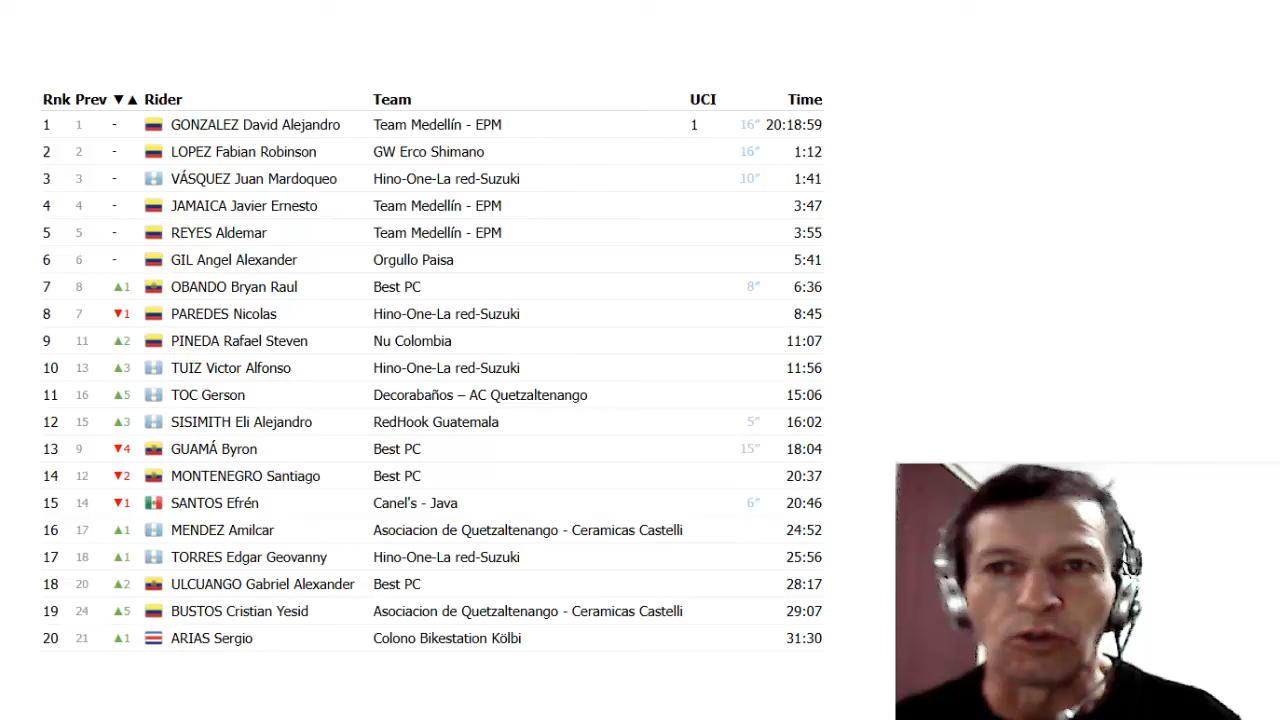 Rnk Prev ▼▲ Rider Team UCI Time
1 1 - GONZALEZ David Alejandro Team Medellín - EPM 1 16″ 20:18:59
2 2 - LOPEZ Fabian Robinson GW Erco Shimano 16″ 1:12
3 3 - VÁSQUEZ Juan Mardoqueo Hino-One-La red-Suzuki 10″ 1:41
4 4 - JAMAICA Javier Ernesto Team Medellín - EPM 3:47
5 5 - REYES Aldemar Team Medellín - EPM 3:55
6 6 - GIL Angel Alexander Orgullo Paisa 5:41
7 8 ▲1 OBANDO Bryan Raul Best PC 8″ 6:36
8 7 ▼1 PAREDES Nicolas Hino-One-La red-Suzuki 8:45
9 11 ▲2 PINEDA Rafael Steven Nu Colombia 11:07
10 13 ▲3 TUIZ Victor Alfonso Hino-One-La red-Suzuki 11:56
11 16 ▲5 TOC Gerson Decorabaños – AC Quetzaltenango 15:06
12 15 ▲3 SISIMITH Eli Alejandro RedHook Guatemala 5″ 16:02
13 9 ▼4 GUAMÁ Byron Best PC 15″ 18:04
14 12 ▼2 MONTENEGRO Santiago Best PC 20:37
15 14 ▼1 SANTOS Efrén Canel's - Java 6″ 20:46
16 17 ▲1 MENDEZ Amilcar Asociacion de Quetzaltenango - Ceramicas Castelli 24:52
17 18 ▲1 TORRES Edgar Geovanny Hino-One-La red-Suzuki 25:56
18 20 ▲2 ULCUANGO Gabriel Alexander Best PC 28:17
19 24 ▲5 BUSTOS Cristian Yesid Asociacion de Quetzaltenango - Ceramicas Castelli 29:07
20 21 ▲1 ARIAS Sergio Colono Bikestation Kölbi 31:30